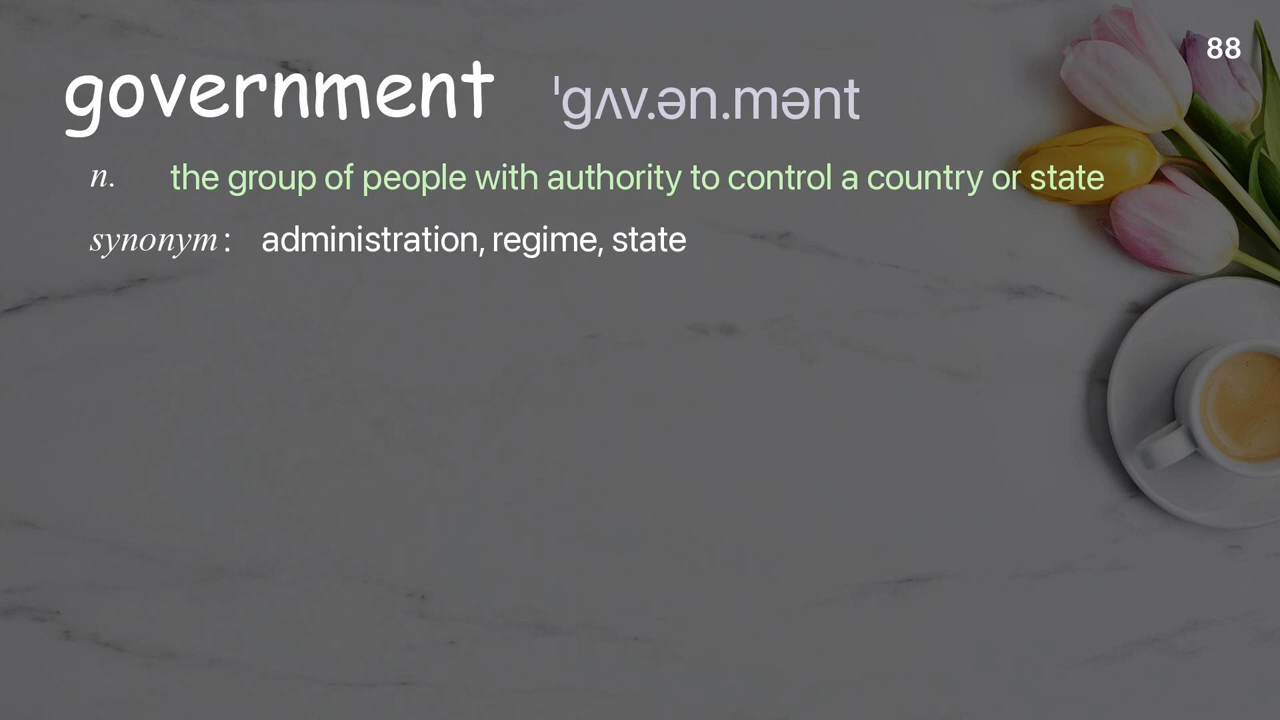 88
government ˈɡʌv.ən.mənt
n. the group of people with authority to control a country or state
synonym: administration, regime, state